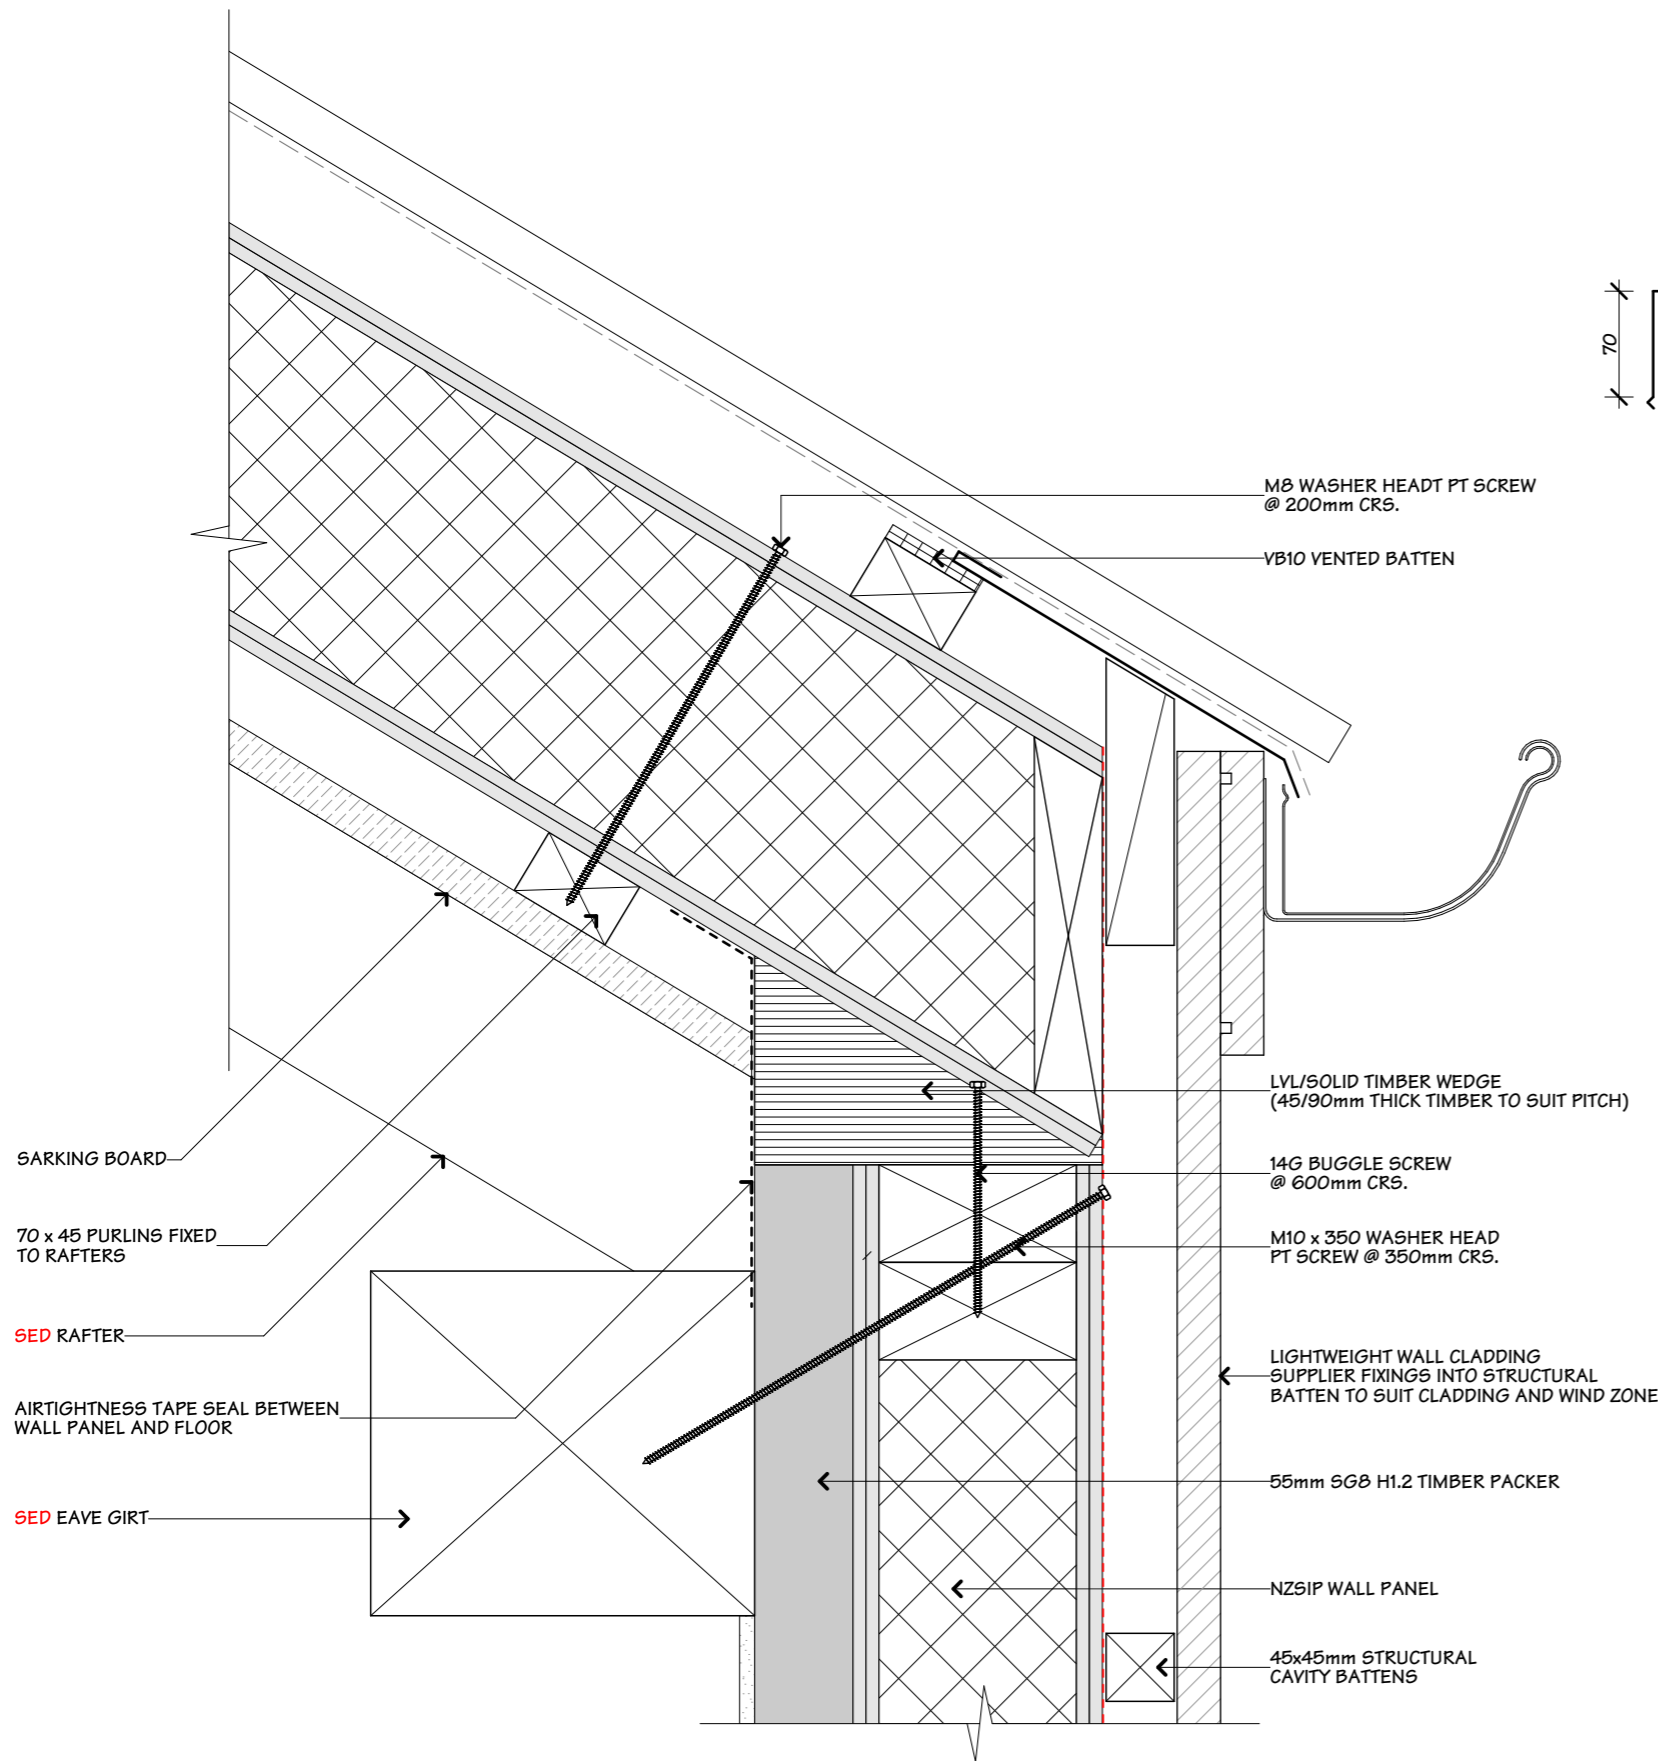 70
M8 WASHER HEADT PT SCREW
@ 200mm CRS.
VB10 VENTED BATTEN
LVL/SOLID TIMBER WEDGE
(45/90mm THICK TIMBER TO SUIT PITCH)
14G BUGGLE SCREW
@ 600mm CRS.
M10 x 350 WASHER HEAD
PT SCREW @ 350mm CRS.
LIGHTWEIGHT WALL CLADDING
SUPPLIER FIXINGS INTO STRUCTURAL
BATTEN TO SUIT CLADDING AND WIND ZONE
55mm SG8 H1.2 TIMBER PACKER
NZSIP WALL PANEL
45x45mm STRUCTURAL
CAVITY BATTENS
SARKING BOARD
70 x 45 PURLINS FIXED
TO RAFTERS
SED RAFTER
AIRTIGHTNESS TAPE SEAL BETWEEN
WALL PANEL AND FLOOR
SED EAVE GIRT